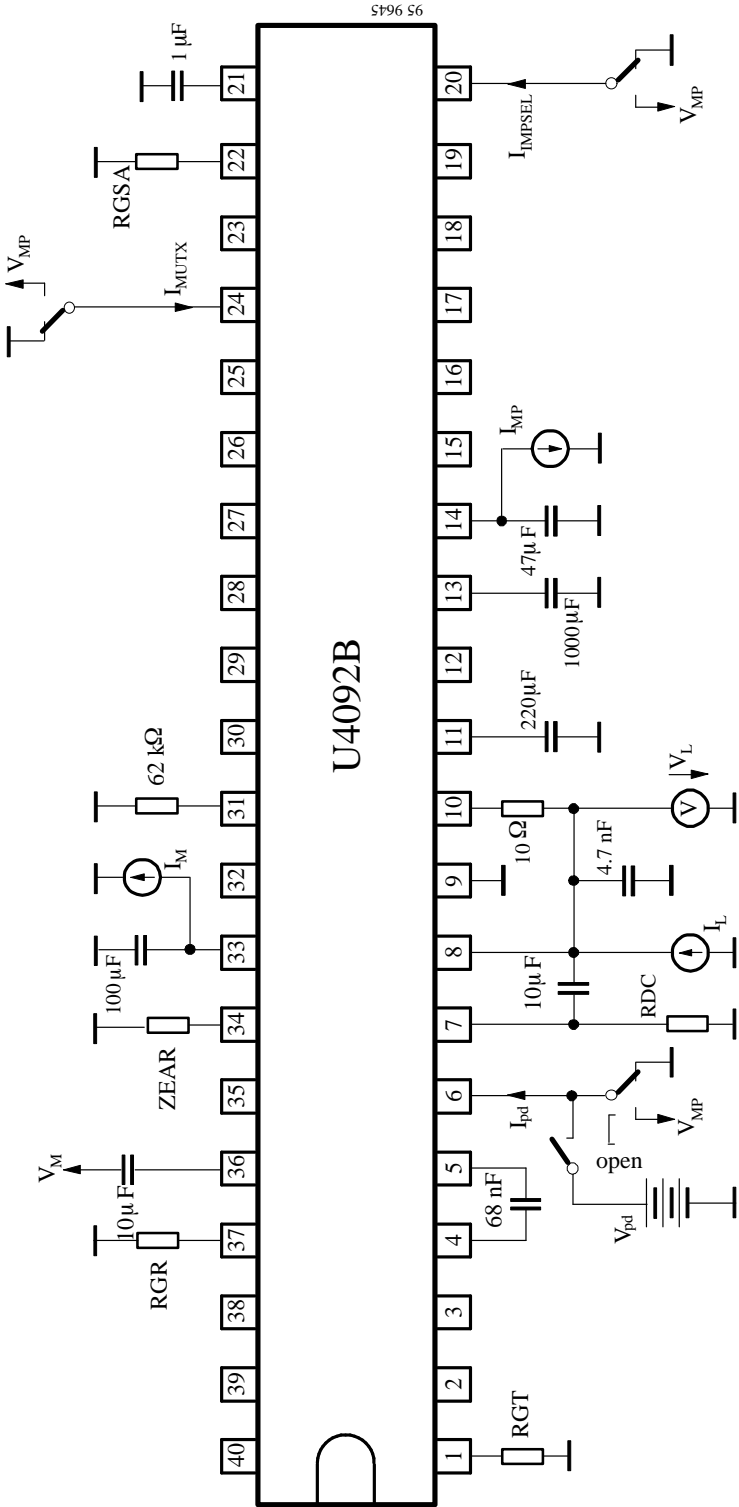 95 9645
1 μF
21
20
I_IMPSEL
V_MP
RGSA
22
19
23
18
V_MP
I_MUTX
24
17
25
16
26
15
I_MP
27
14
47μF
28
13
1000μF
29
12
U4092B
30
11
220μF
62 kΩ
31
10
10 Ω
V
V_L
I_M
32
9
4.7 nF
100μF
33
8
I_L
10μF
34
7
ZEAR
RDC
35
6
I_pd
V_MP
open
V_M
10μF
36
5
68 nF
V_pd
37
4
RGR
38
3
39
2
40
1
RGT